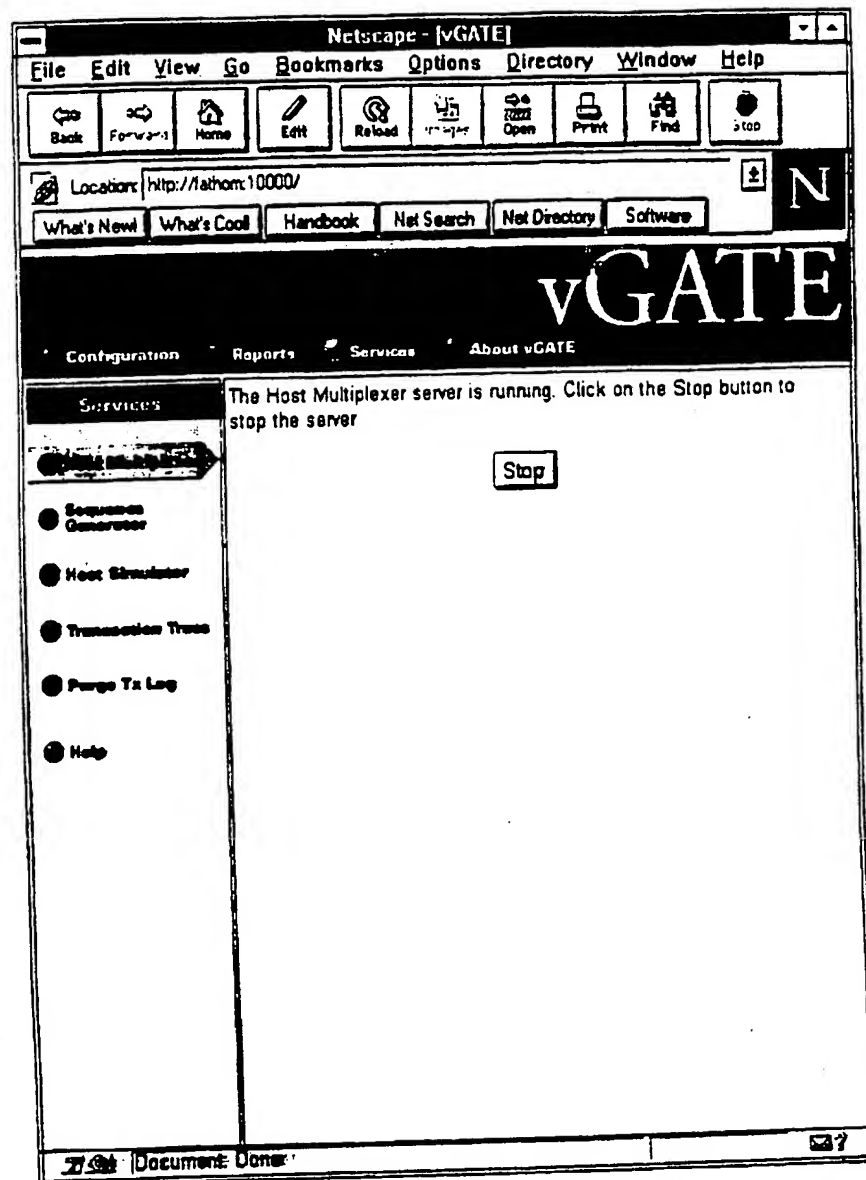 Netscape - [vGATE]
File Edit View Go Bookmarks Options Directory Window Help
Back Forward Home Edit Reload Images Open Print Find Stop
Location: http://fathom:10000/
What's New! What's Cool! Handbook Net Search Net Directory Software
N
vGATE
Configuration Reports Services About vGATE
Services
The Host Multiplexer server is running. Click on the Stop button to
stop the server
Stop
Sequence
Generator
Host Simulator
Transaction Trace
Purge Tx Log
Help
Document: Done